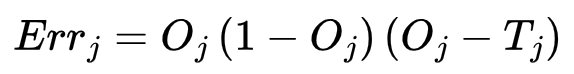 Err_j = O_j (1 − O_j) (O_j − T_j)